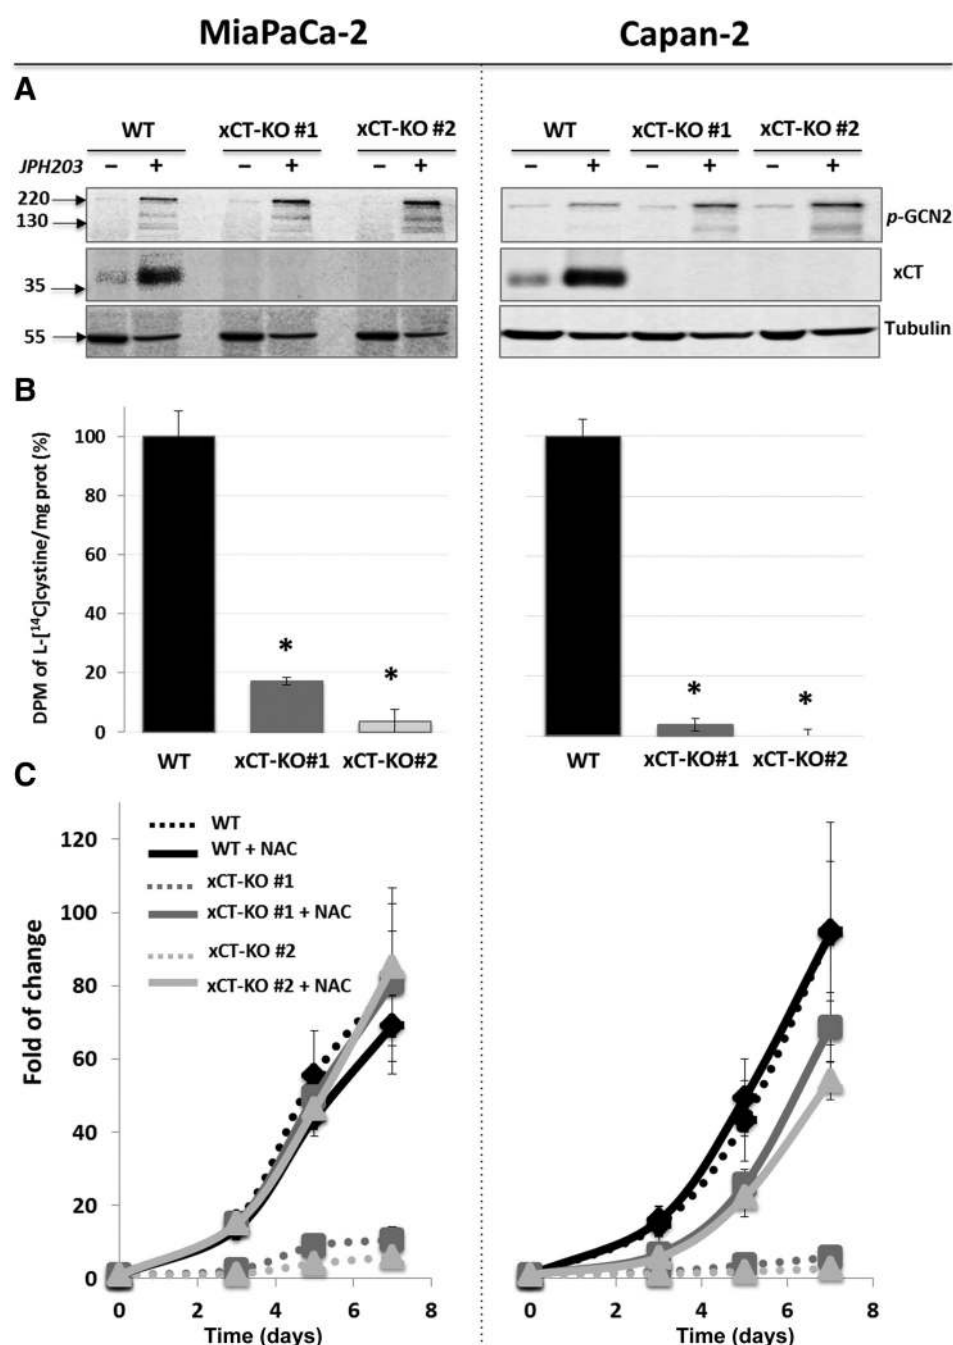 MiaPaCa-2 Capan-2
A
WT xCT-KO #1 xCT-KO #2 WT xCT-KO #1 xCT-KO #2
JPH203 – + – + – + – + – + – +
220
130
p-GCN2
35
xCT
55
Tubulin
B
DPM of L-[¹⁴C]cystine/mg prot (%)
100
80
60
40
20
0
* * * *
WT xCT-KO#1 xCT-KO#2 WT xCT-KO#1 xCT-KO#2
C
Fold of change
120
100
80
60
40
20
0
WT
WT + NAC
xCT-KO #1
xCT-KO #1 + NAC
xCT-KO #2
xCT-KO #2 + NAC
0 2 4 6 8 0 2 4 6 8
Time (days) Time (days)